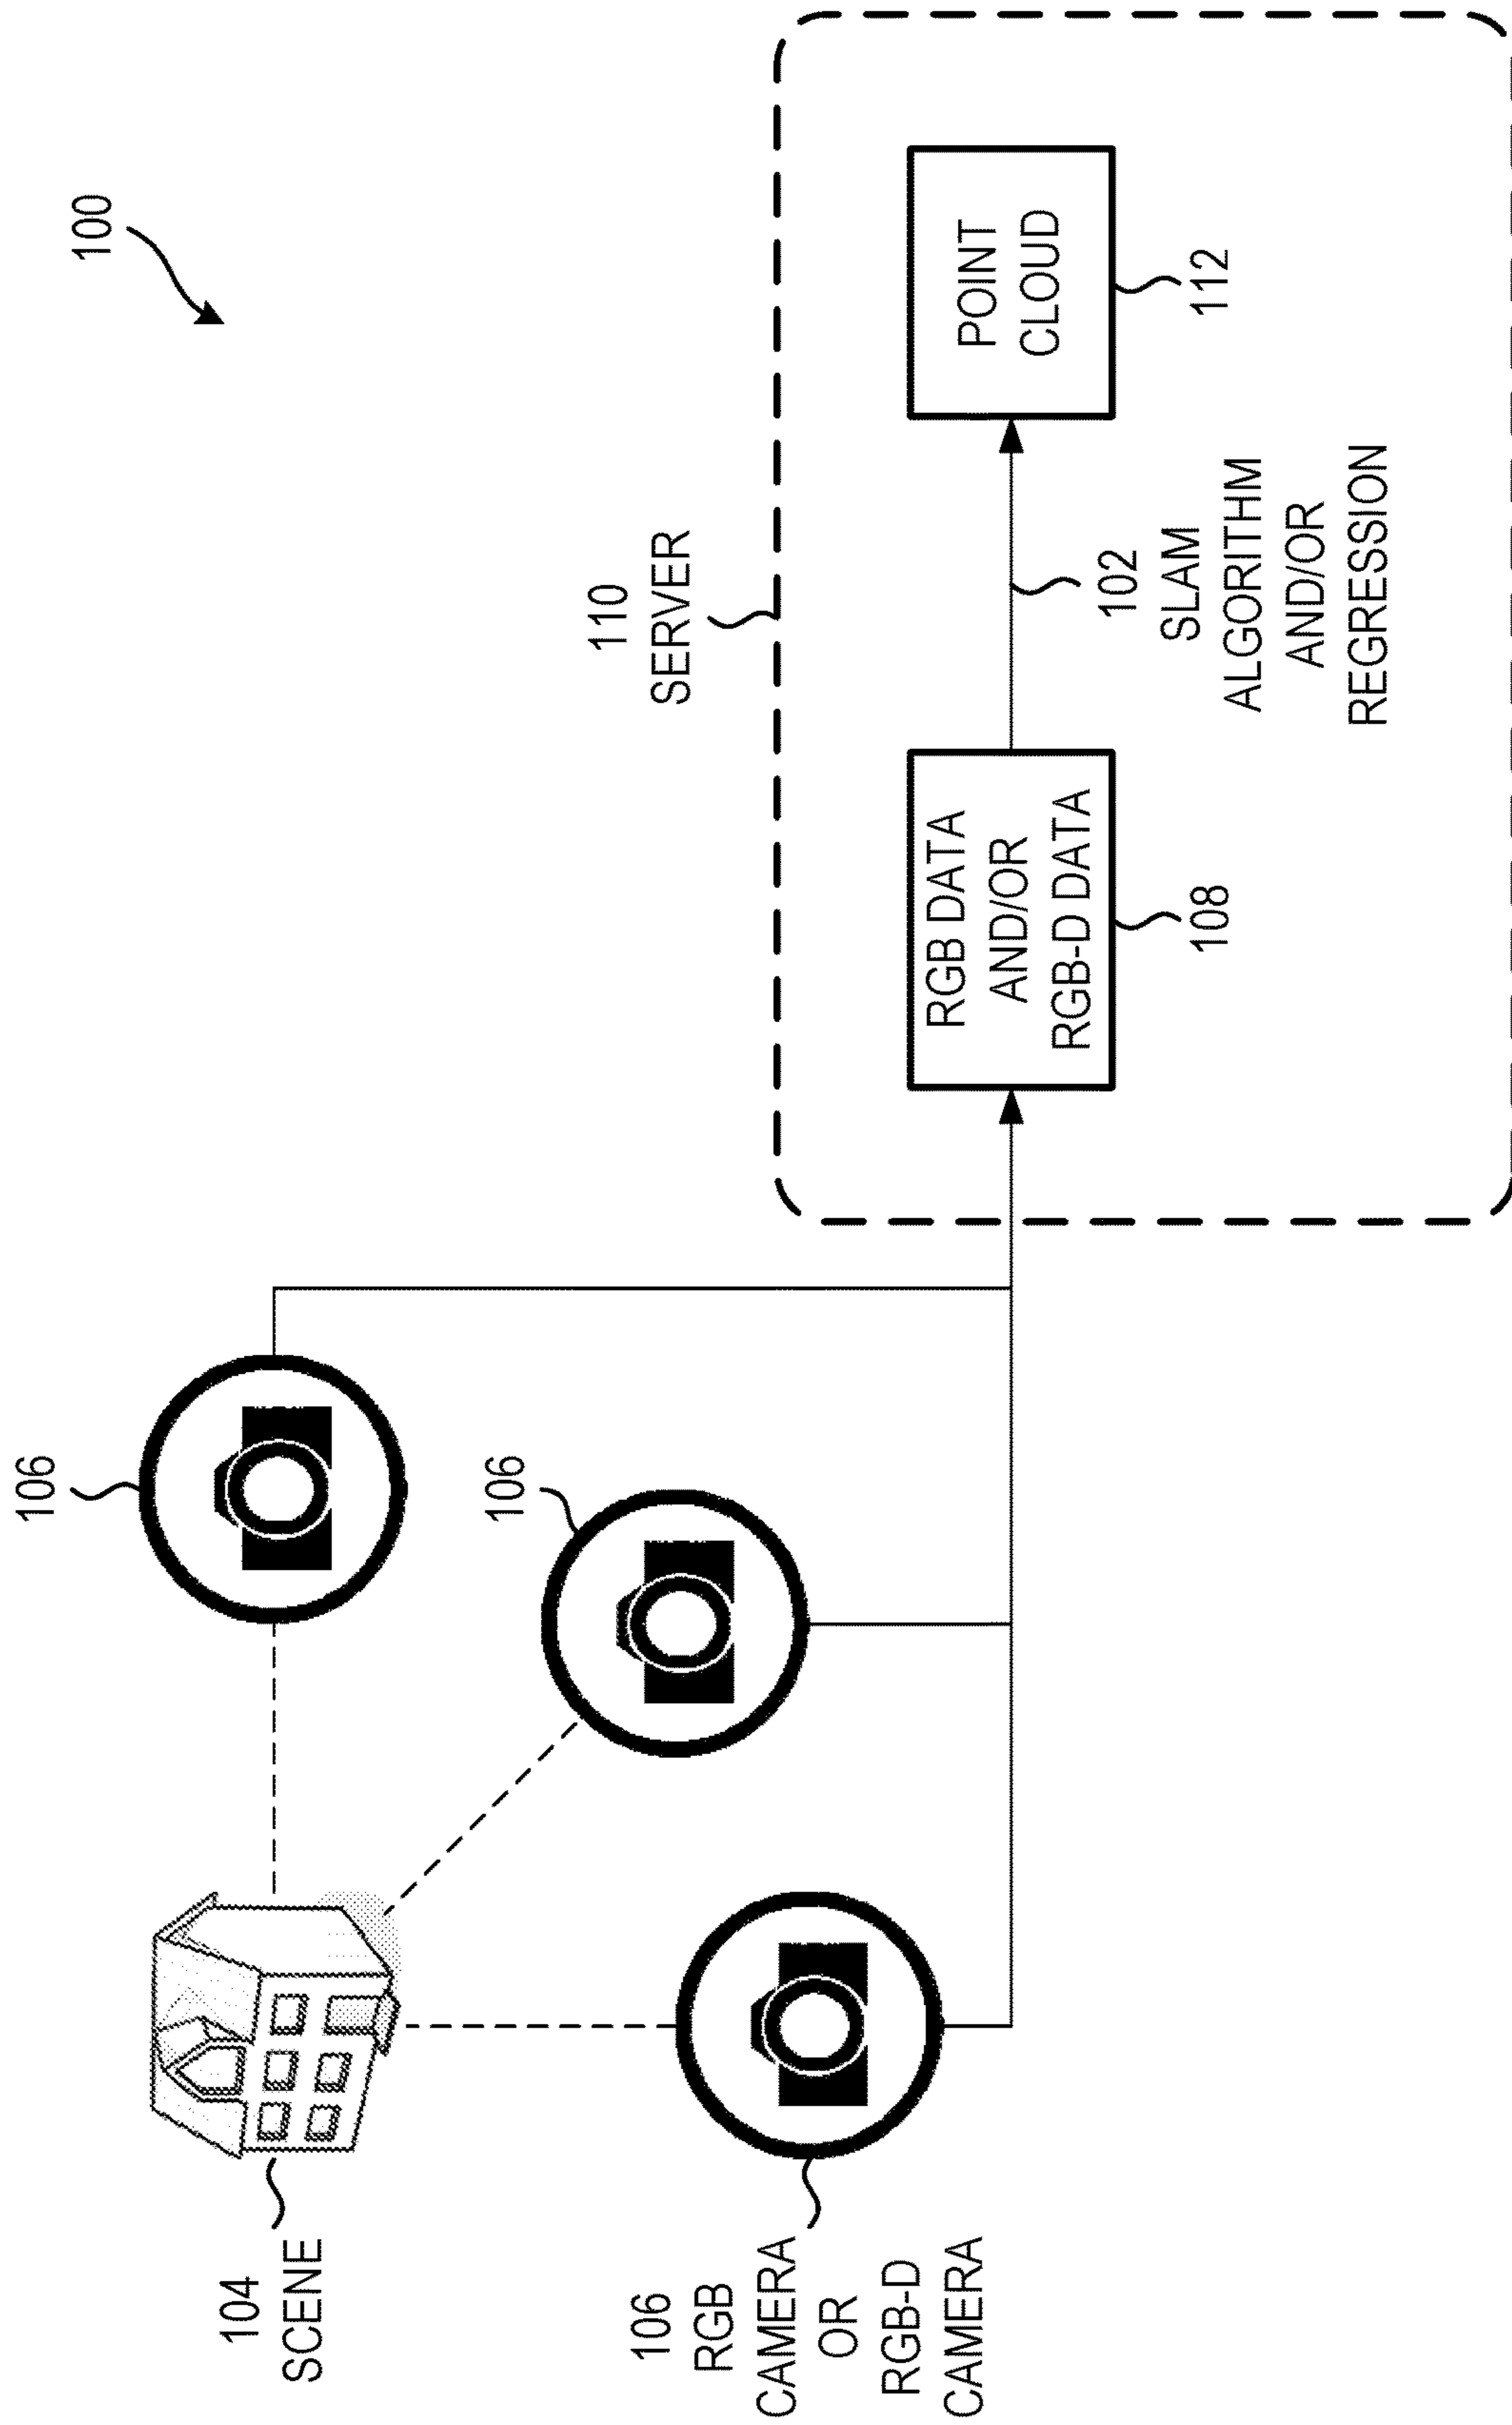 100
104
SCENE
106
106
106
RGB
CAMERA
OR
RGB-D
CAMERA
110
SERVER
RGB DATA
AND/OR
RGB-D DATA
108
102
SLAM
ALGORITHM
AND/OR
REGRESSION
POINT
CLOUD
112